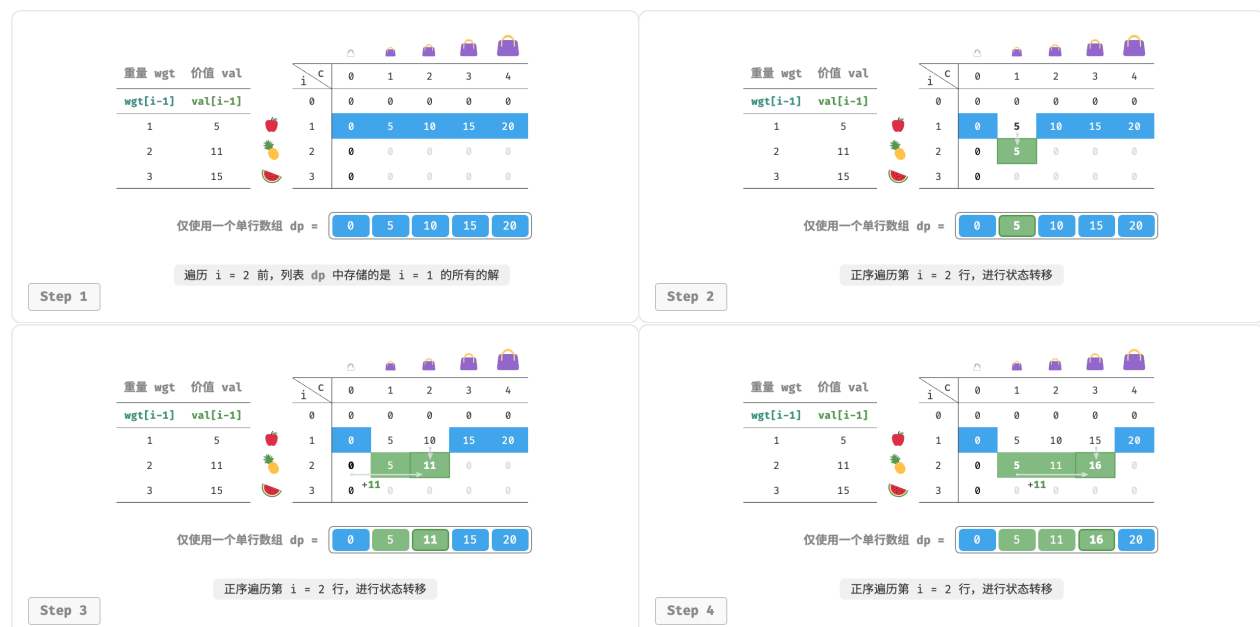 重量 wgt 价值 val
c
i
0 1 2 3 4
wgt[i-1] val[i-1]
0 0 0 0 0 0
1 5 1 0 5 10 15 20
2 11 2 0 0 0 0 0
3 15 3 0 0 0 0 0
仅使用一个单行数组 dp = 0 5 10 15 20
遍历 i = 2 前，列表 dp 中存储的是 i = 1 的所有的解
Step 1
重量 wgt 价值 val
c
i
0 1 2 3 4
wgt[i-1] val[i-1]
0 0 0 0 0 0
1 5 1 0 5 10 15 20
2 11 2 0 5 0 0 0
3 15 3 0 0 0 0 0
仅使用一个单行数组 dp = 0 5 10 15 20
正序遍历第 i = 2 行，进行状态转移
Step 2
重量 wgt 价值 val
c
i
0 1 2 3 4
wgt[i-1] val[i-1]
0 0 0 0 0 0
1 5 1 0 5 10 15 20
2 11 2 0 5 11 0 0
+11
3 15 3 0 0 0 0 0
仅使用一个单行数组 dp = 0 5 11 15 20
正序遍历第 i = 2 行，进行状态转移
Step 3
重量 wgt 价值 val
c
i
0 1 2 3 4
wgt[i-1] val[i-1]
0 0 0 0 0 0
1 5 1 0 5 10 15 20
2 11 2 0 5 11 16 0
+11
3 15 3 0 0 0 0 0
仅使用一个单行数组 dp = 0 5 11 16 20
正序遍历第 i = 2 行，进行状态转移
Step 4